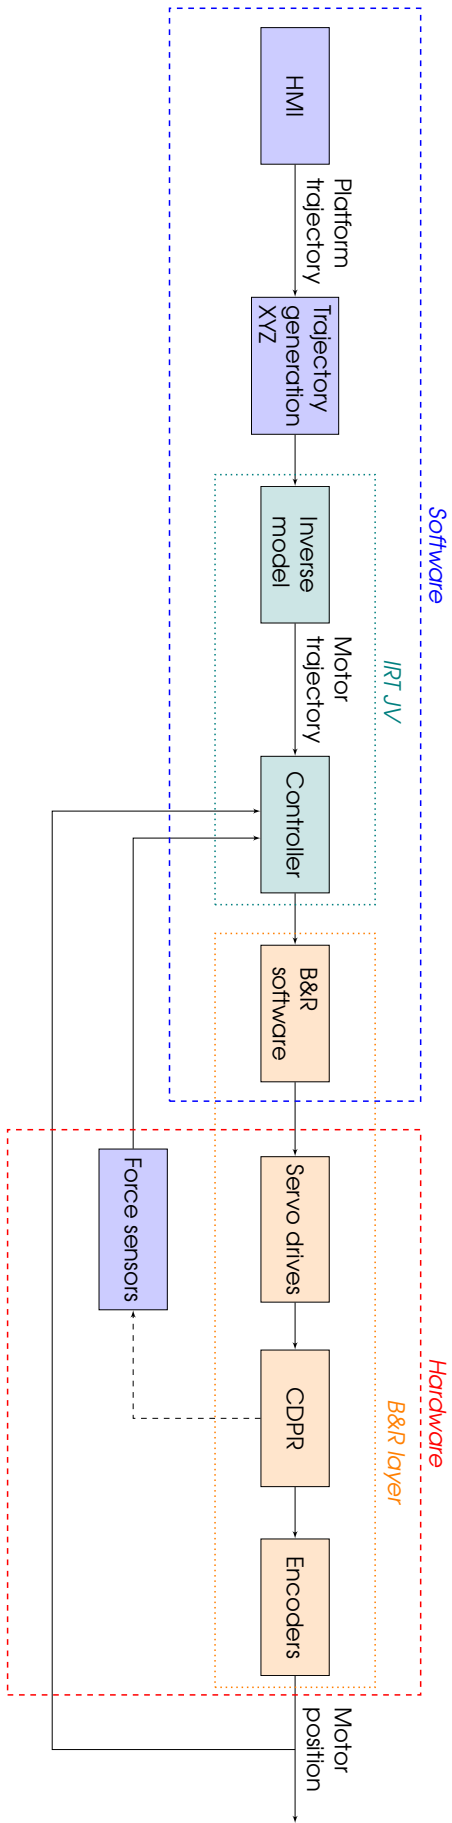 Software
IRT JV
HMI
Platform
trajectory
Trajectory
generation
XYZ
Inverse
model
Motor
trajectory
Controller
B&R
software
Hardware
B&R layer
Servo drives
CDPR
Encoders
Motor
position
Force sensors